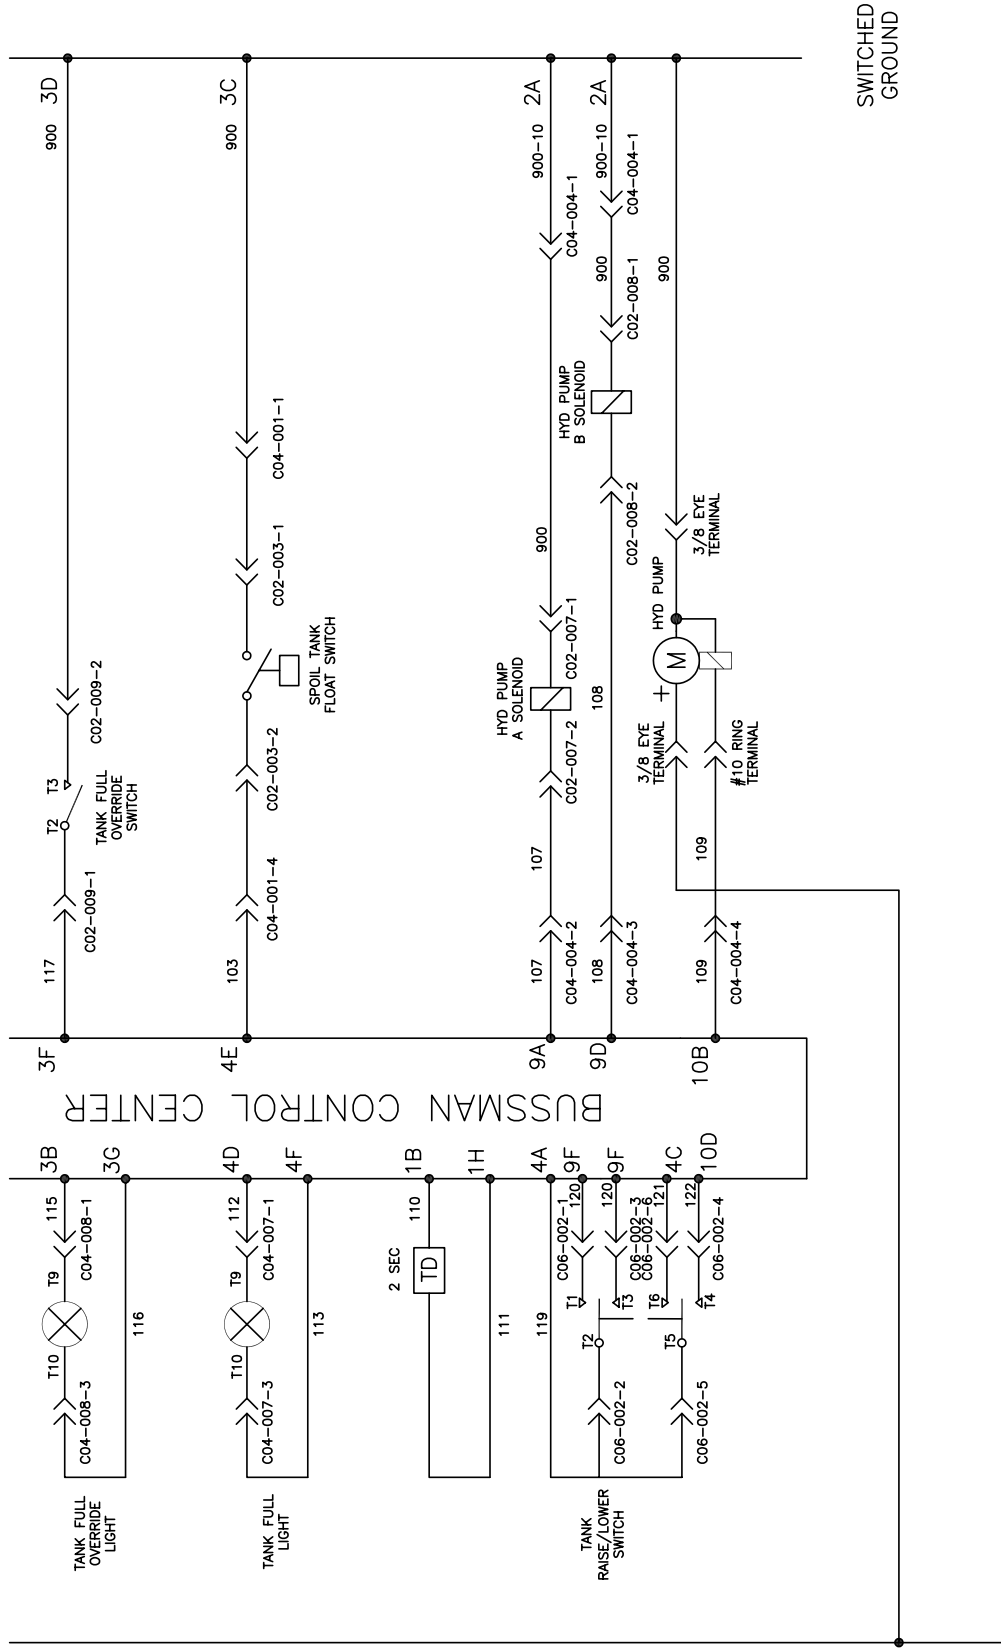 SWITCHED
GROUND
3D
900
C02-009-2
T3
T2
TANK FULL
OVERRIDE
SWITCH
C02-009-1
117
3F
3C
900
C04-001-1
C02-003-1
SPOIL TANK
FLOAT SWITCH
C02-003-2
C04-001-4
103
4E
2A
900-10
C04-004-1
900
C02-007-1
HYD PUMP
A SOLENOID
C02-007-2
107
107
C04-004-2
9A
2A
900-10
C04-004-1
900
C02-008-1
HYD PUMP
B SOLENOID
C02-008-2
108
108
C04-004-3
9D
900
3/8 EYE
TERMINAL
HYD PUMP
M
+
3/8 EYE
TERMINAL
#10 RING
TERMINAL
109
109
C04-004-4
10B
BUSSMAN CONTROL CENTER
3B
115
C04-008-1
T9
T10
C04-008-3
116
3G
TANK FULL
OVERRIDE
LIGHT
4D
112
C04-007-1
T9
T10
C04-007-3
113
4F
TANK FULL
LIGHT
1B
110
2 SEC
TD
111
1H
4A
119
9F
120
C06-002-1
T1
T2
C06-002-2
9F
120
C06-002-3
T3
4C
121
C06-002-6
T6
T5
C06-002-5
10D
122
C06-002-4
T4
TANK
RAISE/LOWER
SWITCH